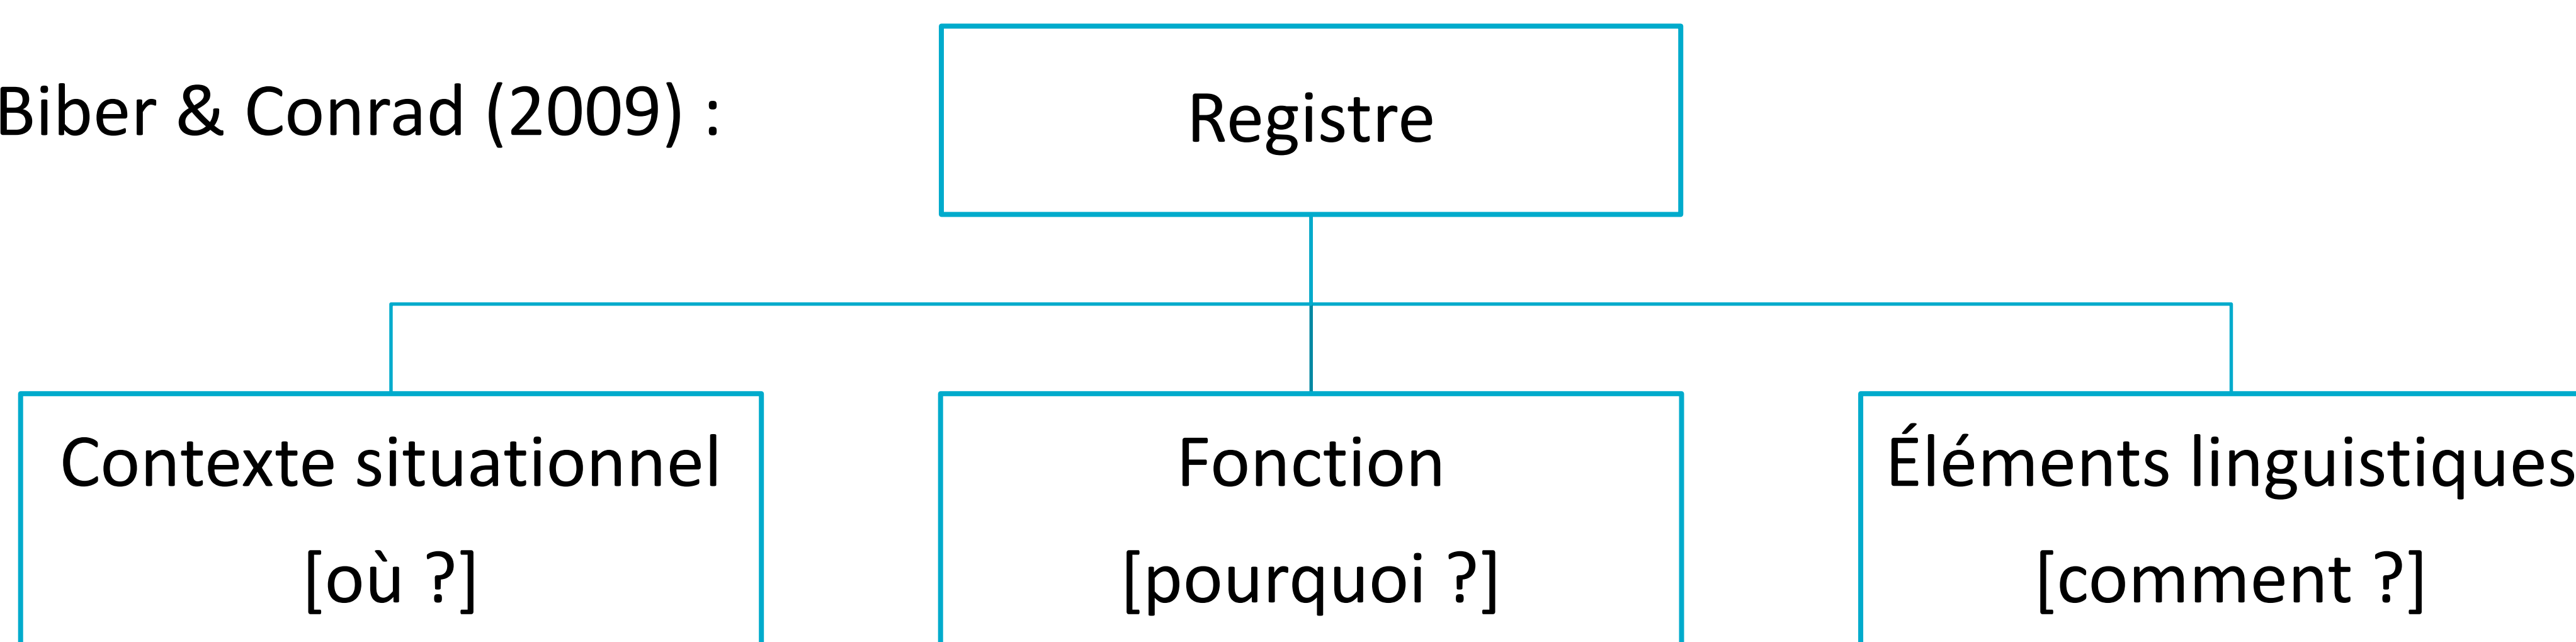 Biber & Conrad (2009) :
Registre
Contexte situationnel
[où ?]
Fonction
[pourquoi ?]
Éléments linguistiques
[comment ?]